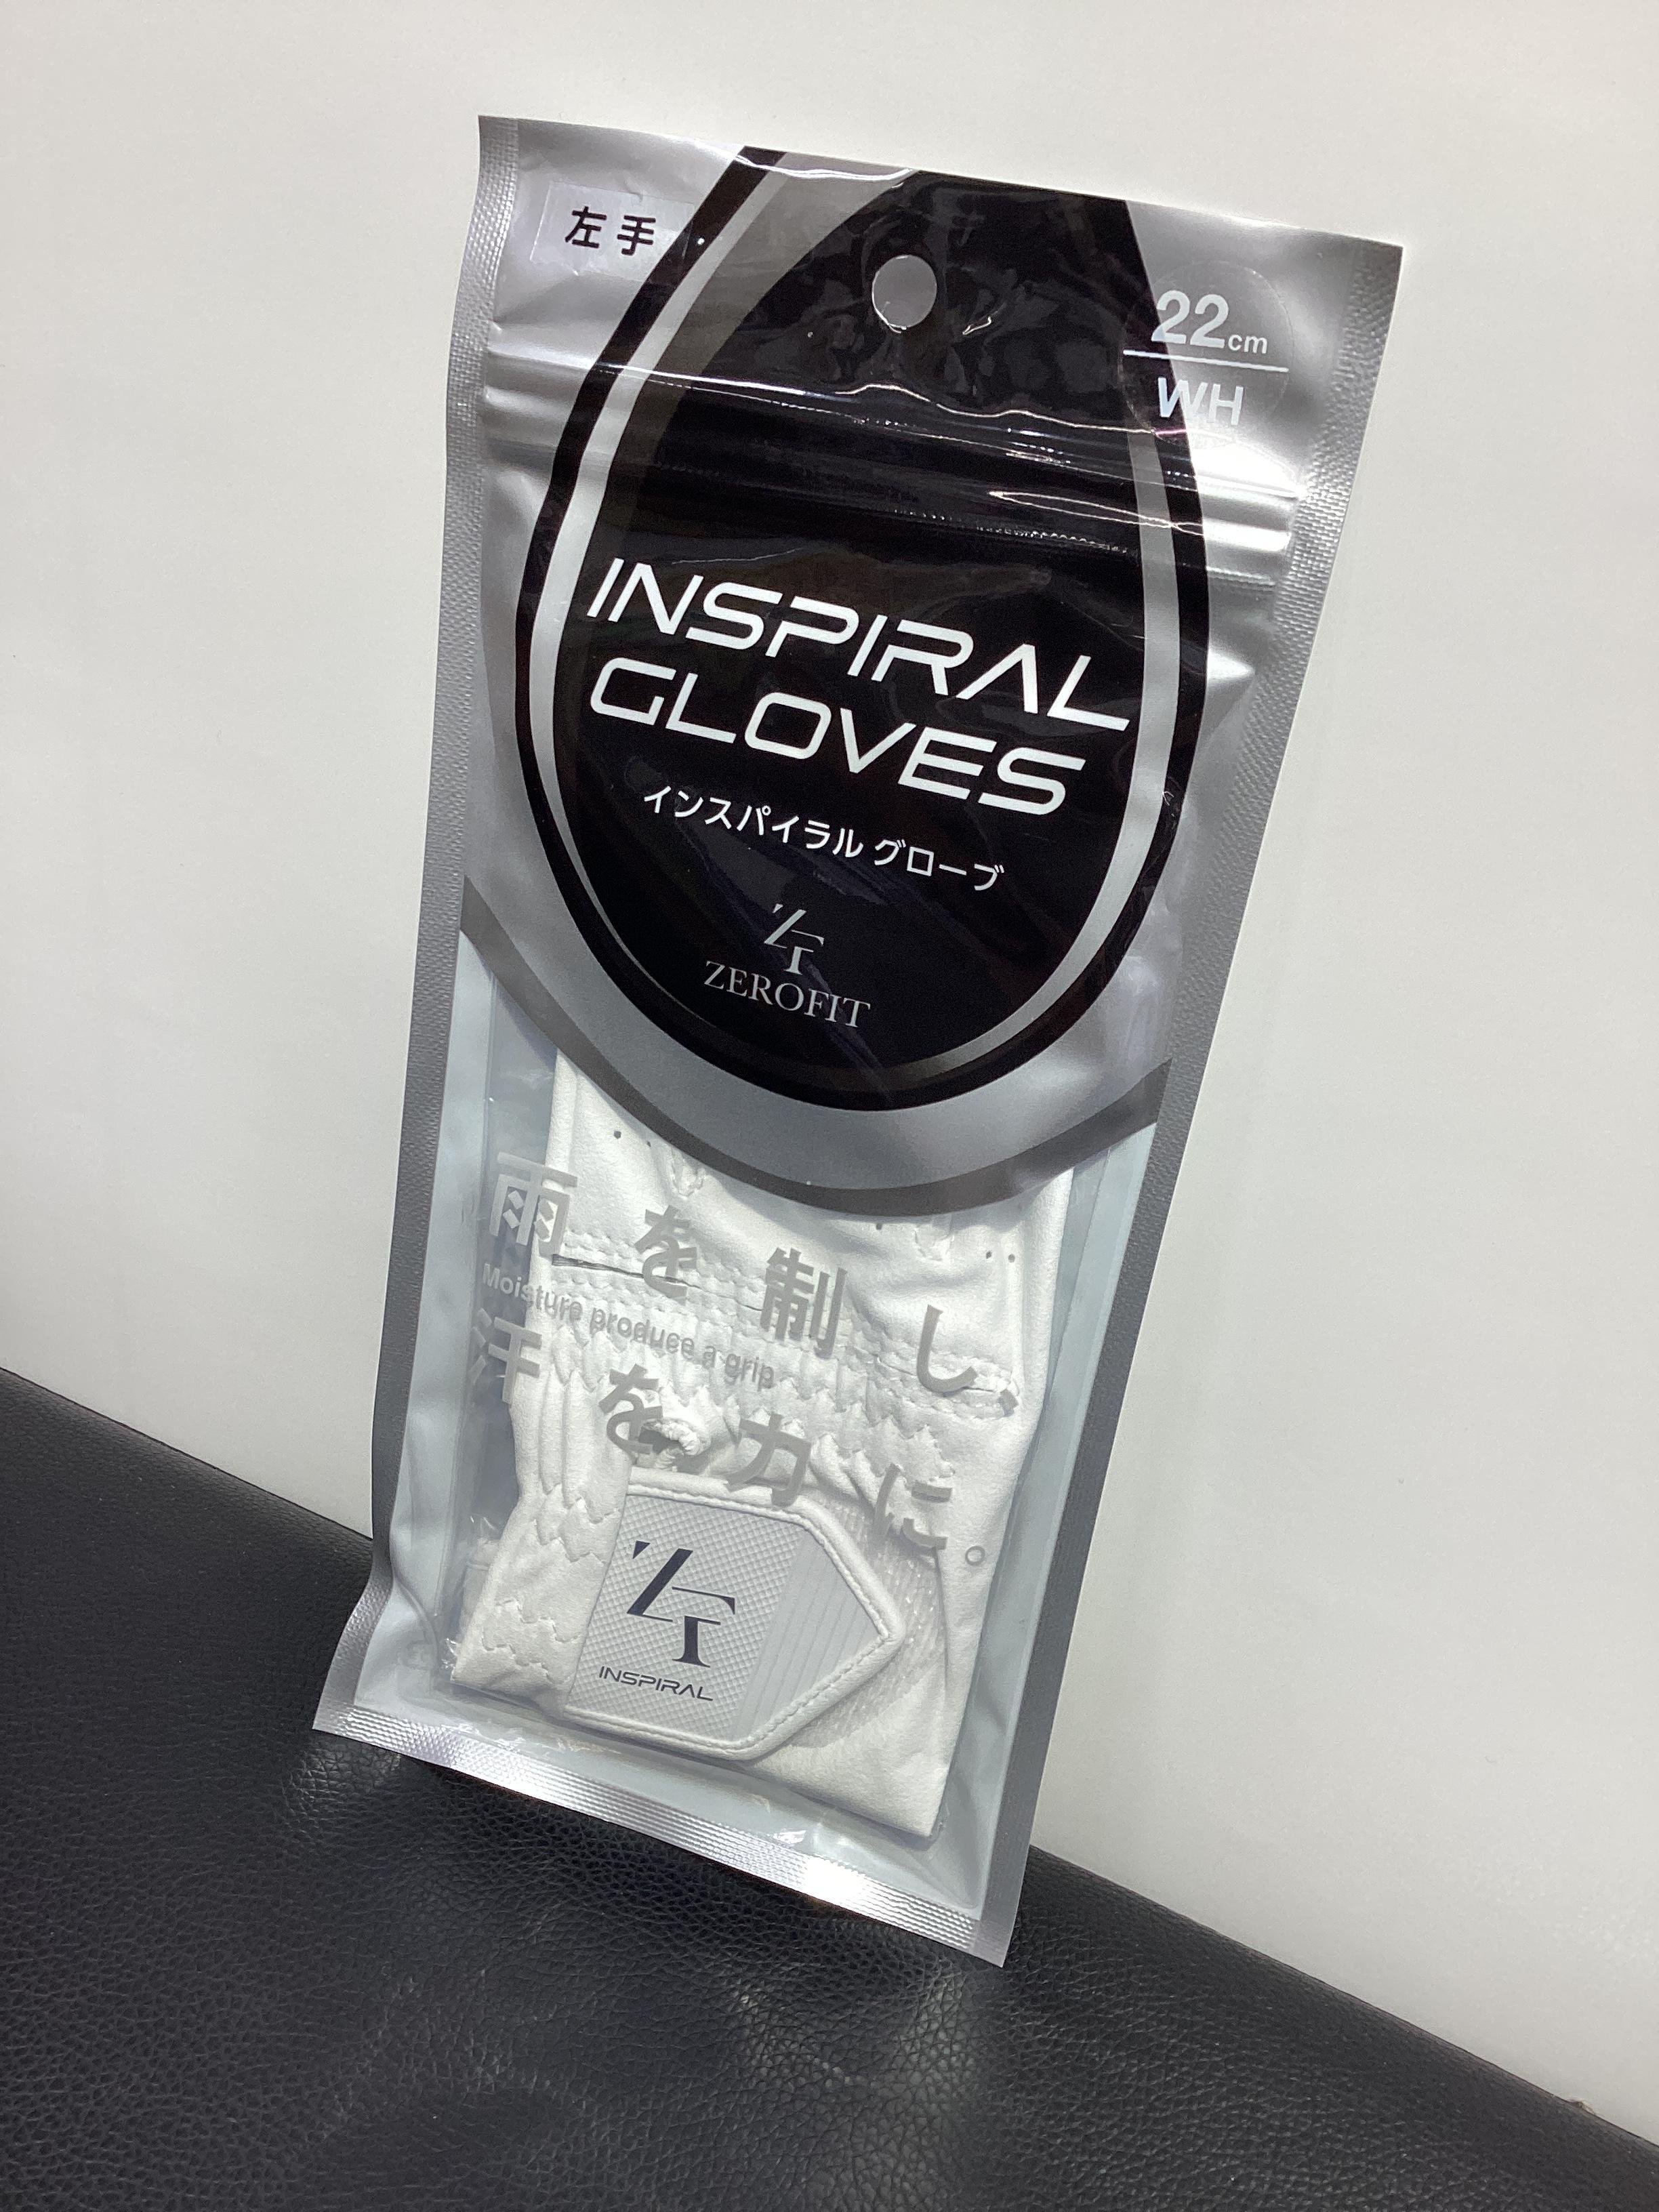 左手
22cm
WH
INSPIRAL
GLOVES
インスパイラル グローブ
ZEROFIT
雨を制し、
Moisture produce a grip
汗を力に。
INSPIRAL